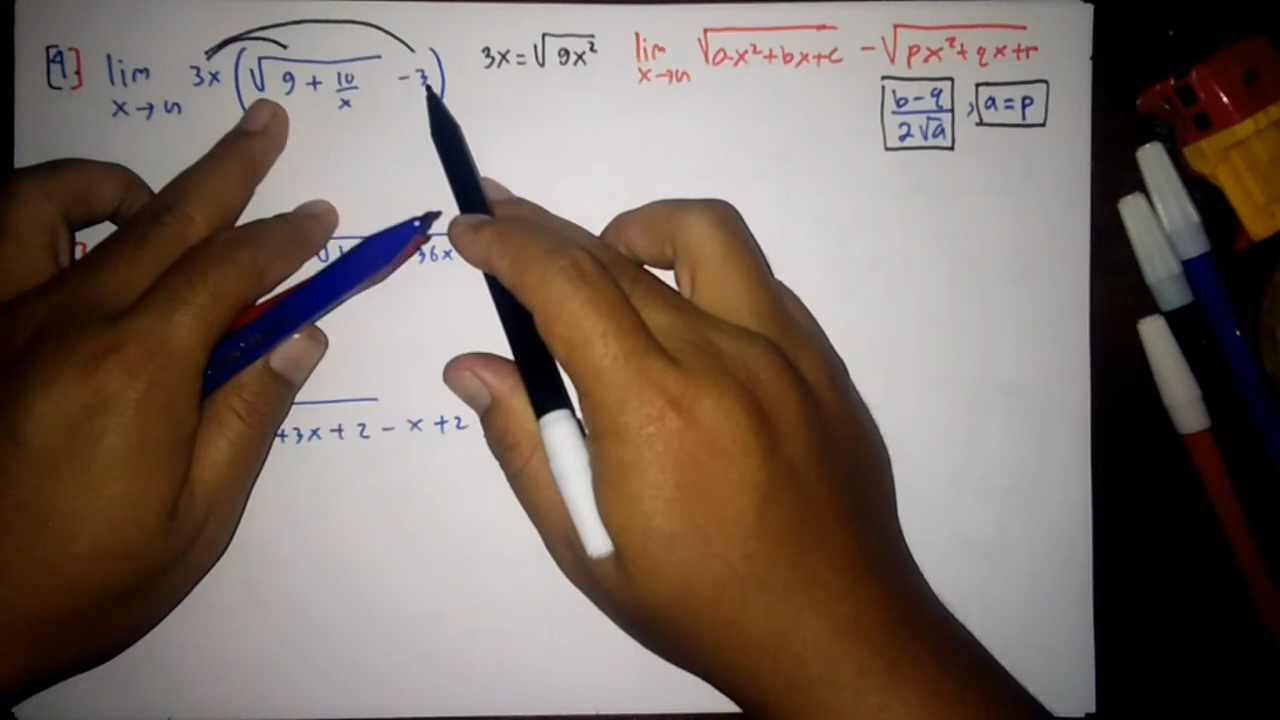 [9] lim x→∽ 3x (√9 + 10/x - 3)
3x = √9x²
lim x→∽ √ax²+bx+c - √px²+qx+r
b-q/2√a , a=p
36x
+3x+2 - x+2